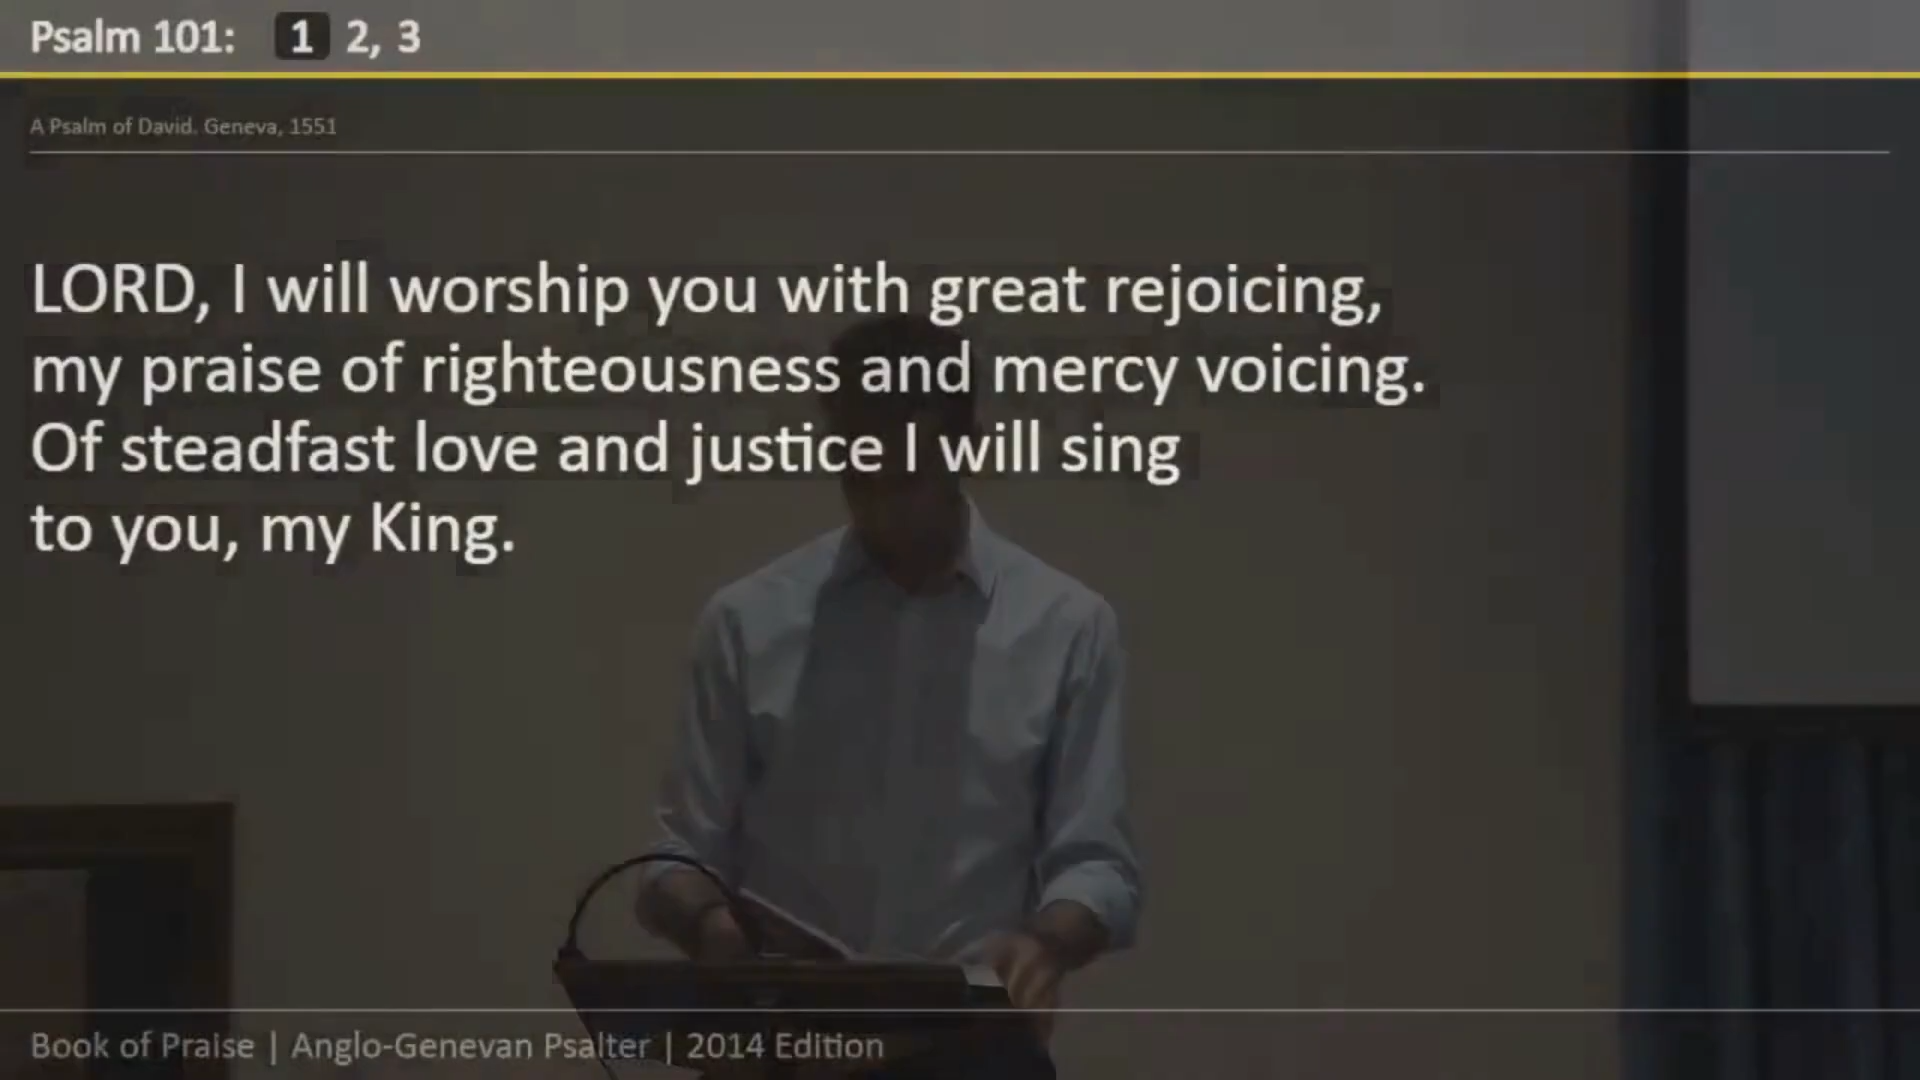 Psalm 101: 1 2, 3
A Psalm of David. Geneva, 1551
LORD, I will worship you with great rejoicing,
my praise of righteousness and mercy voicing.
Of steadfast love and justice I will sing
to you, my King.
Book of Praise | Anglo-Genevan Psalter | 2014 Edition